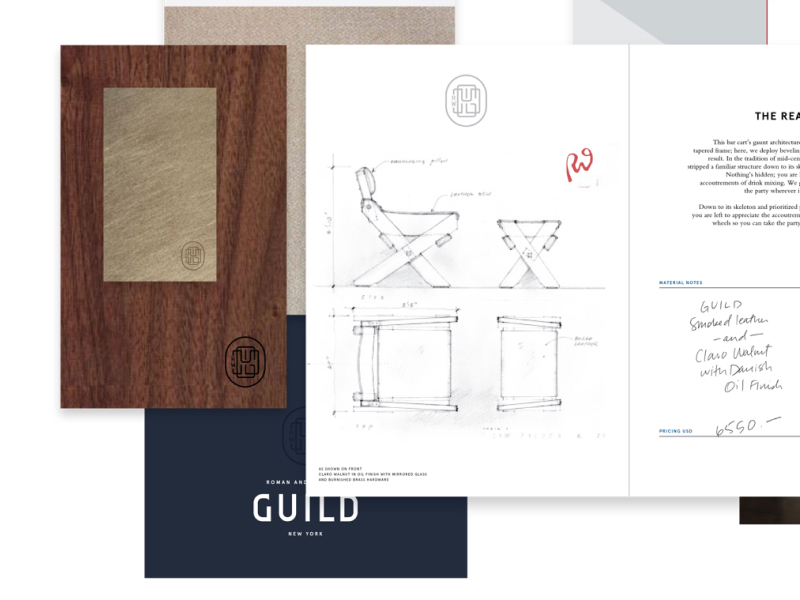 THE REA
This bar cart's gaunt architectur
tapered frame; here, we deploy bevelin
result. In the tradition of mid-cen
stripped a familiar structure down to its sk
Nothing's hidden; you are l
accoutrements of drink mixing. We p
the party wherever i
Down to its skeleton and prioritized p
you are left to appreciate the accoutrem
wheels so you can take the party
MATERIAL NOTES
GUILD
Smoked leather
-and-
Claro Walnut
with Danish
Oil Finish
PRICING USD
6550.-
AS SHOWN ON FRONT
CLARO WALNUT IN OIL FINISH WITH MIRRORED GLASS
AND BURNISHED BRASS HARDWARE
ROMAN AND
GUILD
NEW YORK